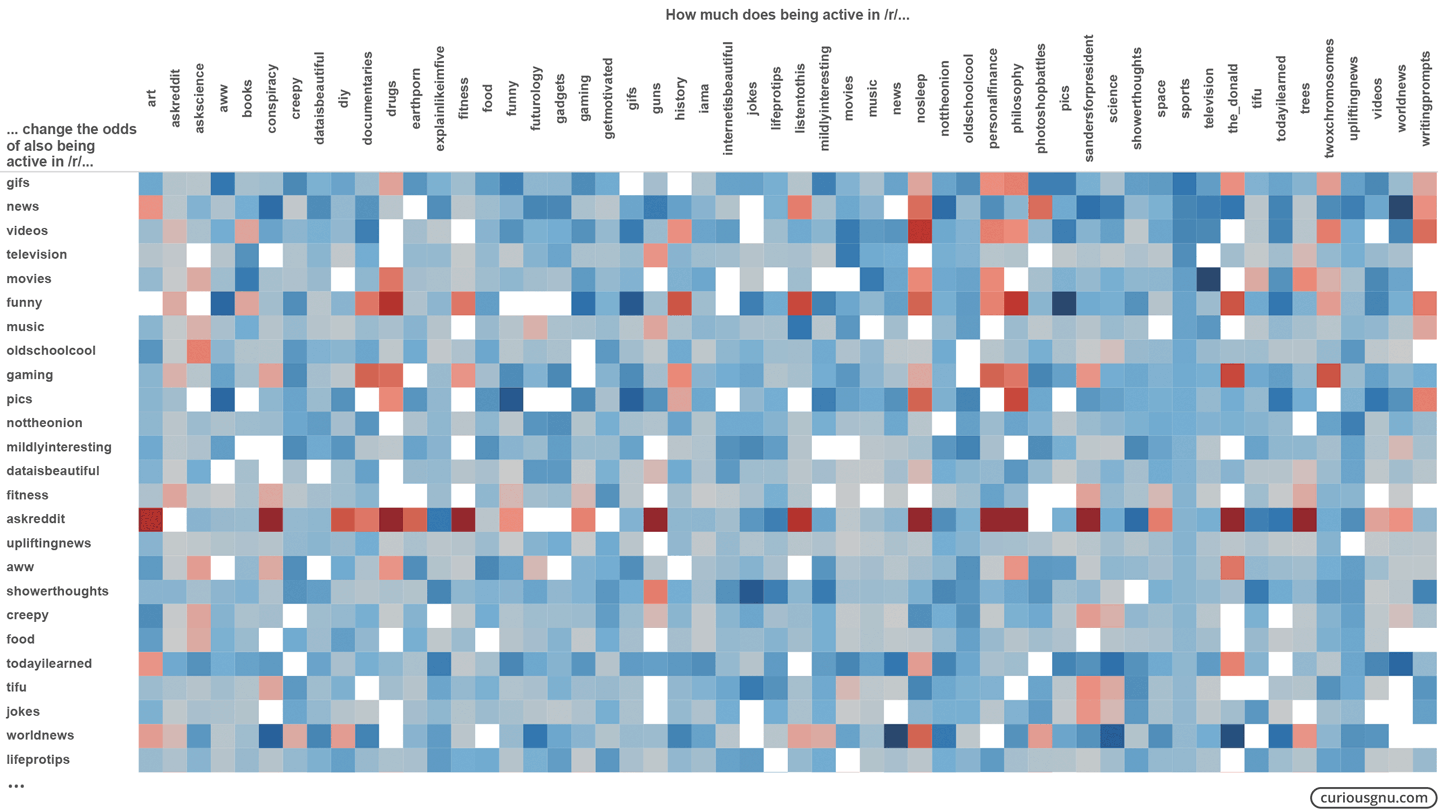 How much does being active in /r/...
... change the odds
of also being
active in /r/...
art
askreddit
askscience
aww
books
conspiracy
creepy
dataisbeautiful
diy
documentaries
drugs
earthporn
explainlikeimfive
fitness
food
funny
futurology
gadgets
gaming
getmotivated
gifs
guns
history
iama
internetisbeautiful
jokes
lifeprotips
listentothis
mildlyinteresting
movies
music
news
nosleep
nottheonion
oldschoolcool
personalfinance
philosophy
photoshopbattles
pics
sandersforpresident
science
showerthoughts
space
sports
television
the_donald
tifu
todayilearned
trees
twoxchromosomes
upliftingnews
videos
worldnews
writingprompts
gifs
news
videos
television
movies
funny
music
oldschoolcool
gaming
pics
nottheonion
mildlyinteresting
dataisbeautiful
fitness
askreddit
upliftingnews
aww
showerthoughts
creepy
food
todayilearned
tifu
jokes
worldnews
lifeprotips
...
curiousgnu.com